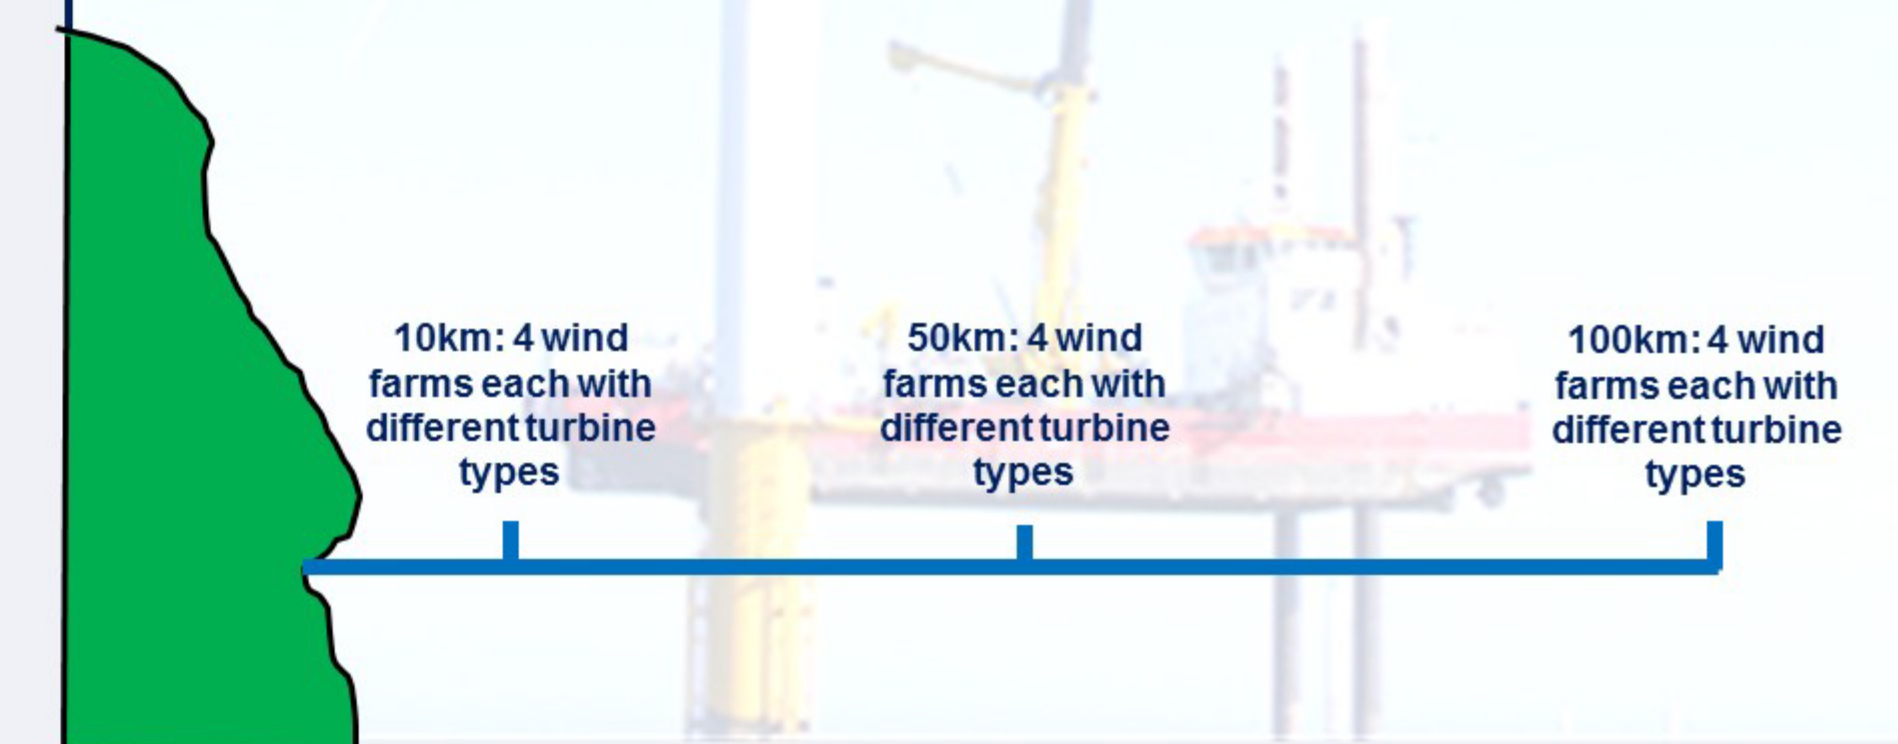 10km: 4 wind
farms each with
different turbine
types
50km: 4 wind
farms each with
different turbine
types
100km: 4 wind
farms each with
different turbine
types